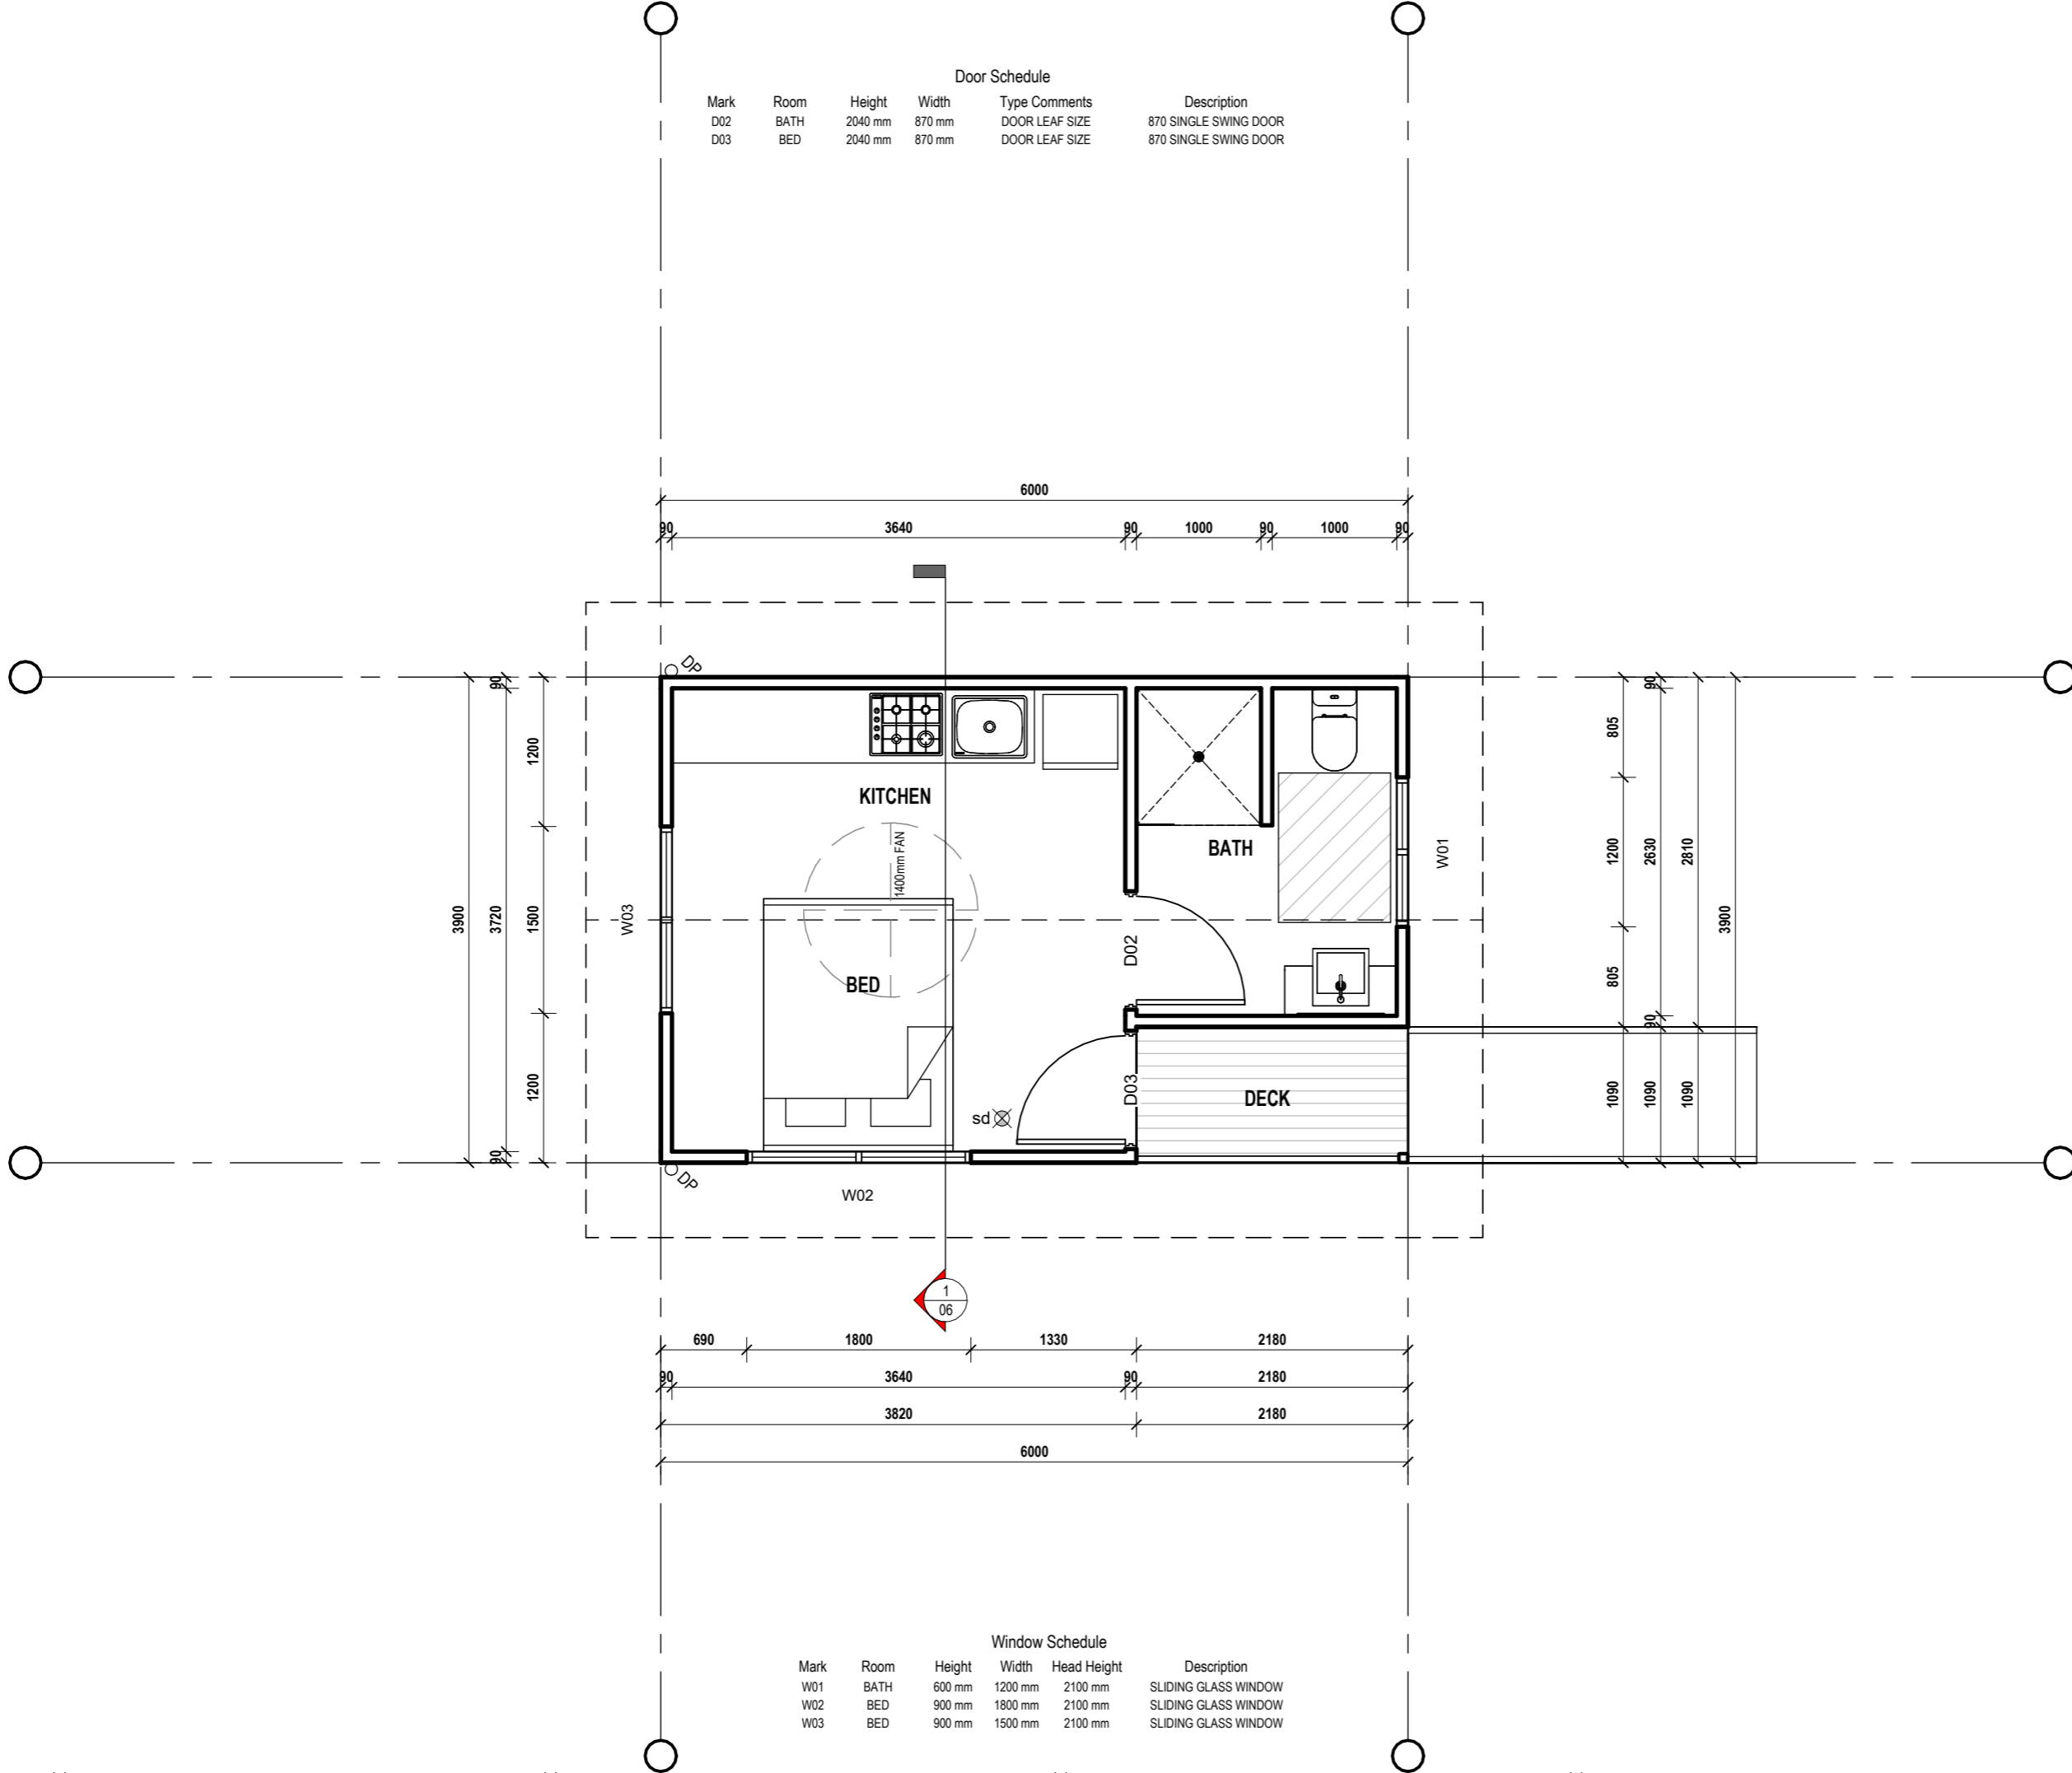 Door Schedule
Mark Room Height Width Type Comments Description
D02 BATH 2040 mm 870 mm DOOR LEAF SIZE 870 SINGLE SWING DOOR
D03 BED 2040 mm 870 mm DOOR LEAF SIZE 870 SINGLE SWING DOOR
6000
90 3640 90 1000 90 1000 90
DP
90
90
805
1200
KITCHEN
1400mm FAN
BATH
W01
1200
2630
2810
3900
3720
1500
W03
3900
D02
BED
805
90
1200
sd
D03
DECK
1090
1090
1090
90
DP
W02
1
06
690 1800 1330 2180
90 3640 90 2180
3820 2180
6000
Window Schedule
Mark Room Height Width Head Height Description
W01 BATH 600 mm 1200 mm 2100 mm SLIDING GLASS WINDOW
W02 BED 900 mm 1800 mm 2100 mm SLIDING GLASS WINDOW
W03 BED 900 mm 1500 mm 2100 mm SLIDING GLASS WINDOW